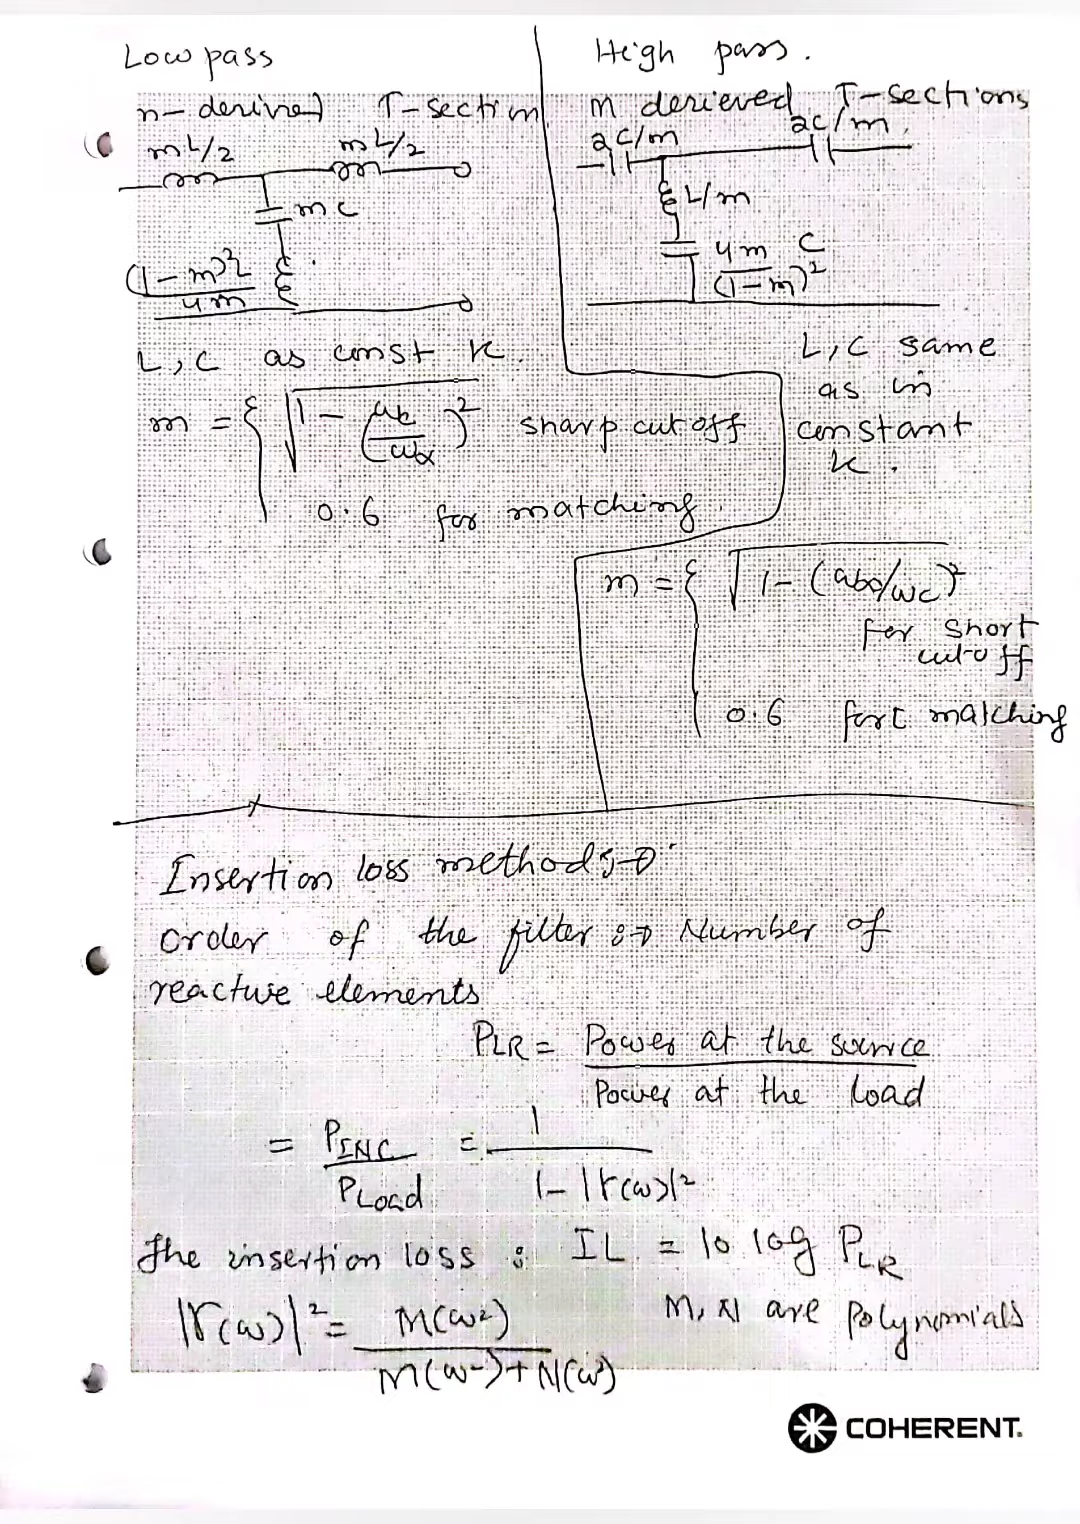 Low pass
m-derived T-section
mL/2 mL/2
mC
(1-m)²L
4m
L, C as const k.
m = { √1 - (ωc/ω∝)² sharp cut off
0.6 for matching.
High pass.
m derieved T-sections
2C/m 2C/m
L/m
4m C
(1-m)²
L, C same
as in
constant
k.
m = { √1 - (ω∝/ωc)²
for short
cut-off
0.6 for matching
Insertion loss methods→
order of the filter :→ Number of
reactive elements
PLR = Power at the source
Power at the load
= PINC = 1
PLoad 1-|Γ(ω)|²
The insertion loss : IL = 10 log PLR
|Γ(ω)|² = M(ω²) M, N are Polynomials
M(ω²)+N(ω²)
COHERENT.